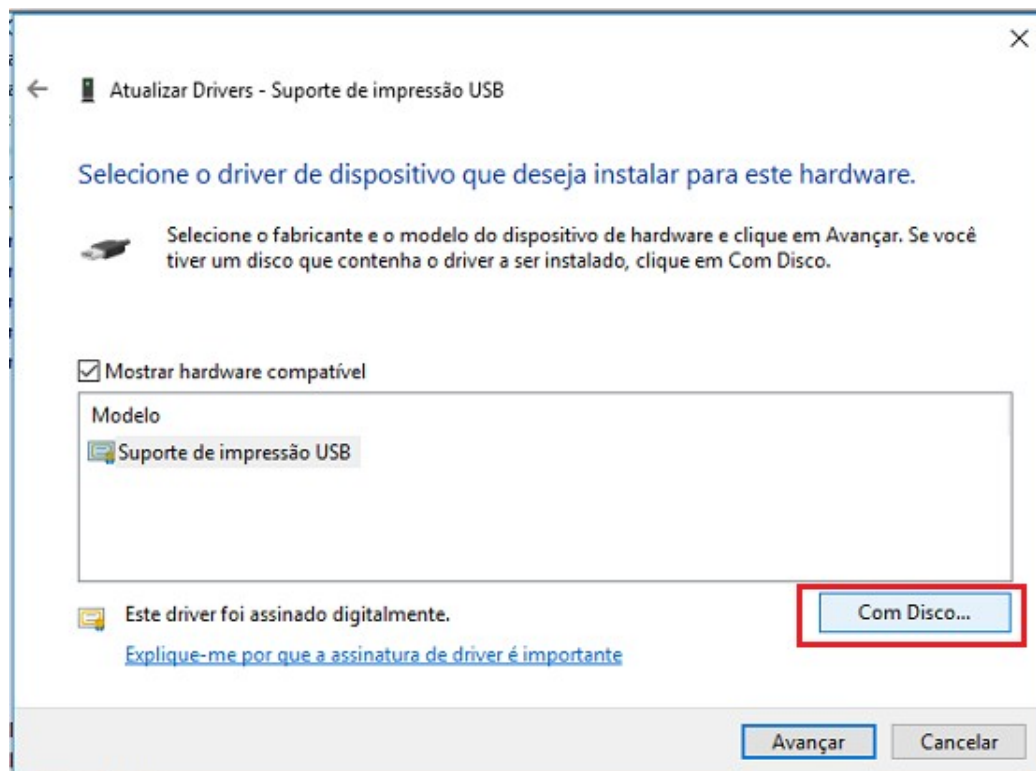 Atualizar Drivers - Suporte de impressão USB
Selecione o driver de dispositivo que deseja instalar para este hardware.
Selecione o fabricante e o modelo do dispositivo de hardware e clique em Avançar. Se você
tiver um disco que contenha o driver a ser instalado, clique em Com Disco.
Mostrar hardware compatível
Modelo
Suporte de impressão USB
Este driver foi assinado digitalmente.
Com Disco...
Explique-me por que a assinatura de driver é importante
Avançar
Cancelar